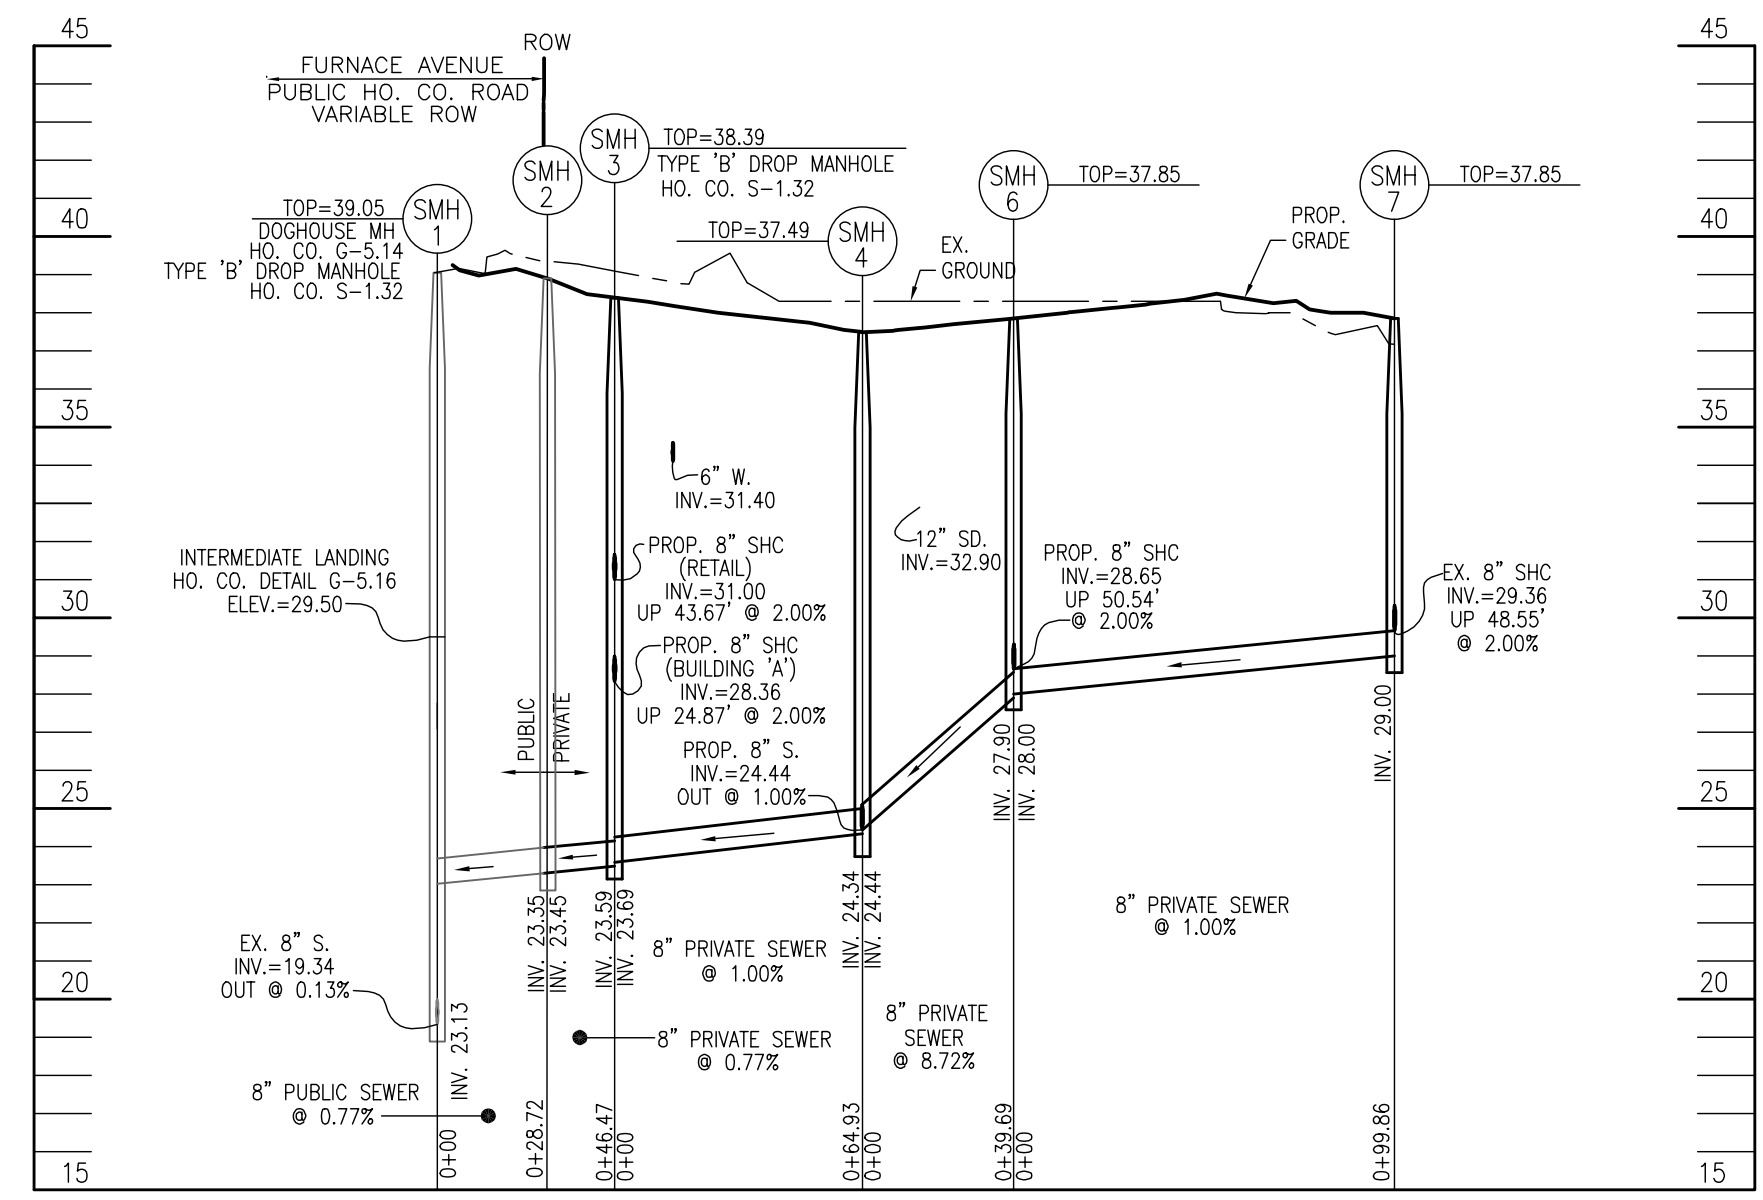 45
45
ROW
FURNACE AVENUE
PUBLIC HO. CO. ROAD
VARIABLE ROW
SMH
3
TOP=38.39
TYPE 'B' DROP MANHOLE
HO. CO. S-1.32
SMH
2
SMH
6
TOP=37.85
SMH
7
TOP=37.85
TOP=39.05
SMH
1
DOGHOUSE MH
HO. CO. G-5.14
TYPE 'B' DROP MANHOLE
HO. CO. S-1.32
TOP=37.49
SMH
4
EX.
GROUND
PROP.
GRADE
40
40
35
35
6" W.
INV.=31.40
12" SD.
INV.=32.90
INTERMEDIATE LANDING
HO. CO. DETAIL G-5.16
ELEV.=29.50
PROP. 8" SHC
(RETAIL)
INV.=31.00
UP 43.67' @ 2.00%
PROP. 8" SHC
INV.=28.65
UP 50.54'
@ 2.00%
EX. 8" SHC
INV.=29.36
UP 48.55'
@ 2.00%
30
30
PROP. 8" SHC
(BUILDING 'A')
INV.=28.36
UP 24.87' @ 2.00%
PUBLIC
PRIVATE
PROP. 8" S.
INV.=24.44
OUT @ 1.00%
INV. 27.90
INV. 28.00
INV. 29.00
25
25
INV. 23.35
INV. 23.45
INV. 23.59
INV. 23.69
INV. 24.34
INV. 24.44
8" PRIVATE SEWER
@ 1.00%
8" PRIVATE SEWER
@ 1.00%
EX. 8" S.
INV.=19.34
OUT @ 0.13%
INV. 23.13
20
20
8" PRIVATE SEWER
@ 0.77%
8" PRIVATE
SEWER
@ 8.72%
8" PUBLIC SEWER
@ 0.77%
0+00
0+28.72
0+46.47
0+00
0+64.93
0+00
0+39.69
0+00
0+99.86
15
15